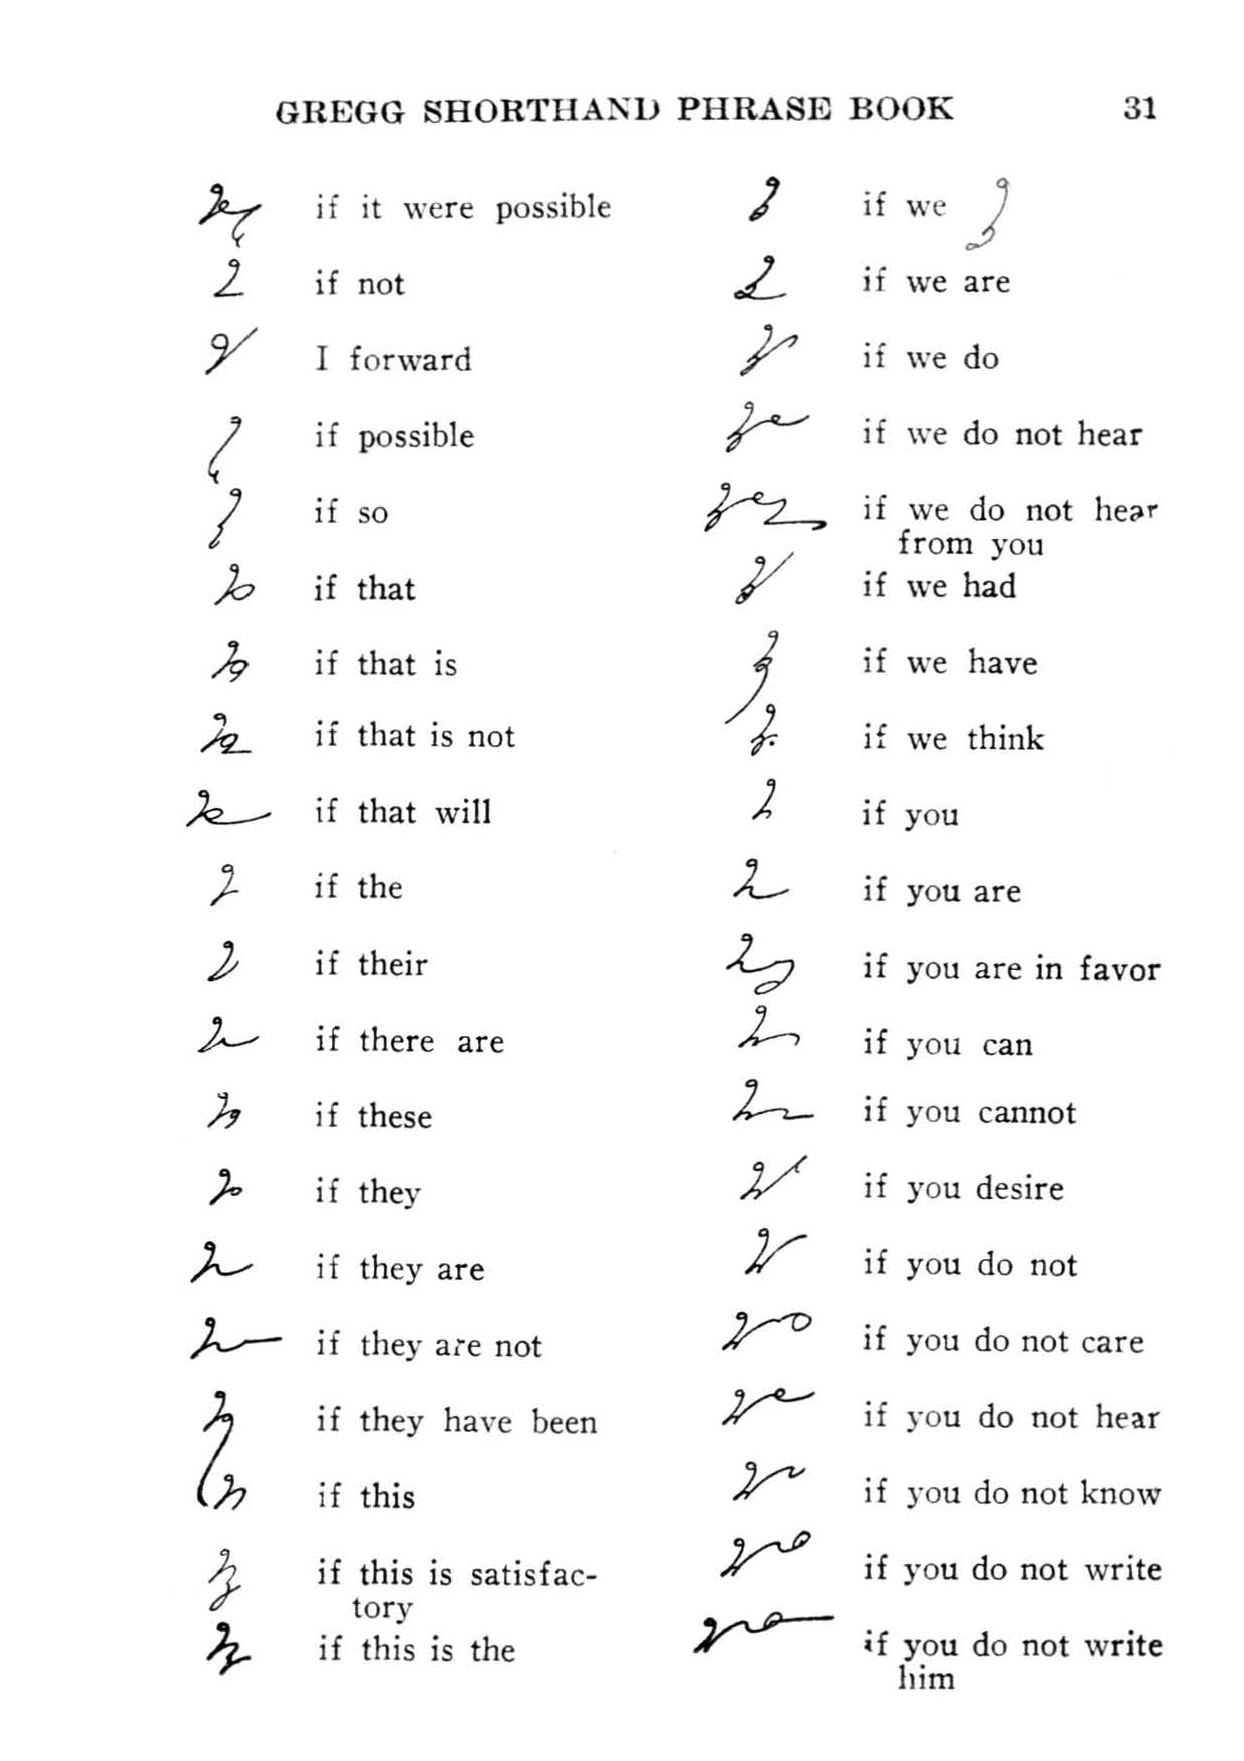 GREGG SHORTHAND PHRASE BOOK 31
if it were possible
if not
I forward
if possible
if so
if that
if that is
if that is not
if that will
if the
if their
if there are
if these
if they
if they are
if they are not
if they have been
if this
if this is satisfac-
tory
if this is the
if we
if we are
if we do
if we do not hear
if we do not hear
from you
if we had
if we have
if we think
if you
if you are
if you are in favor
if you can
if you cannot
if you desire
if you do not
if you do not care
if you do not hear
if you do not know
if you do not write
if you do not write
him